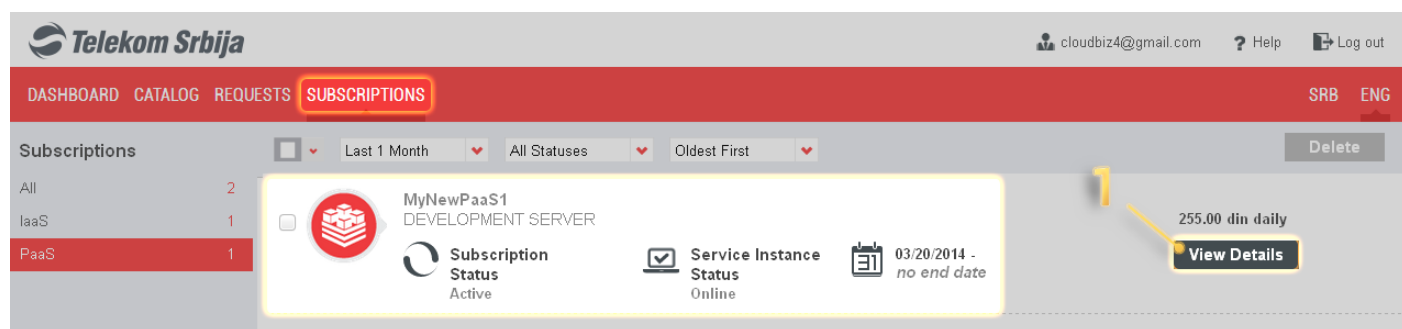 Telekom Srbija
cloudbiz4@gmail.com ? Help Log out
DASHBOARD CATALOG REQUESTS SUBSCRIPTIONS SRB ENG
Subscriptions
Last 1 Month All Statuses Oldest First Delete
All 2
IaaS 1
PaaS 1
MyNewPaaS1
DEVELOPMENT SERVER
Subscription
Status
Active
Service Instance
Status
Online
31
03/20/2014 -
no end date
1
255.00 din daily
View Details